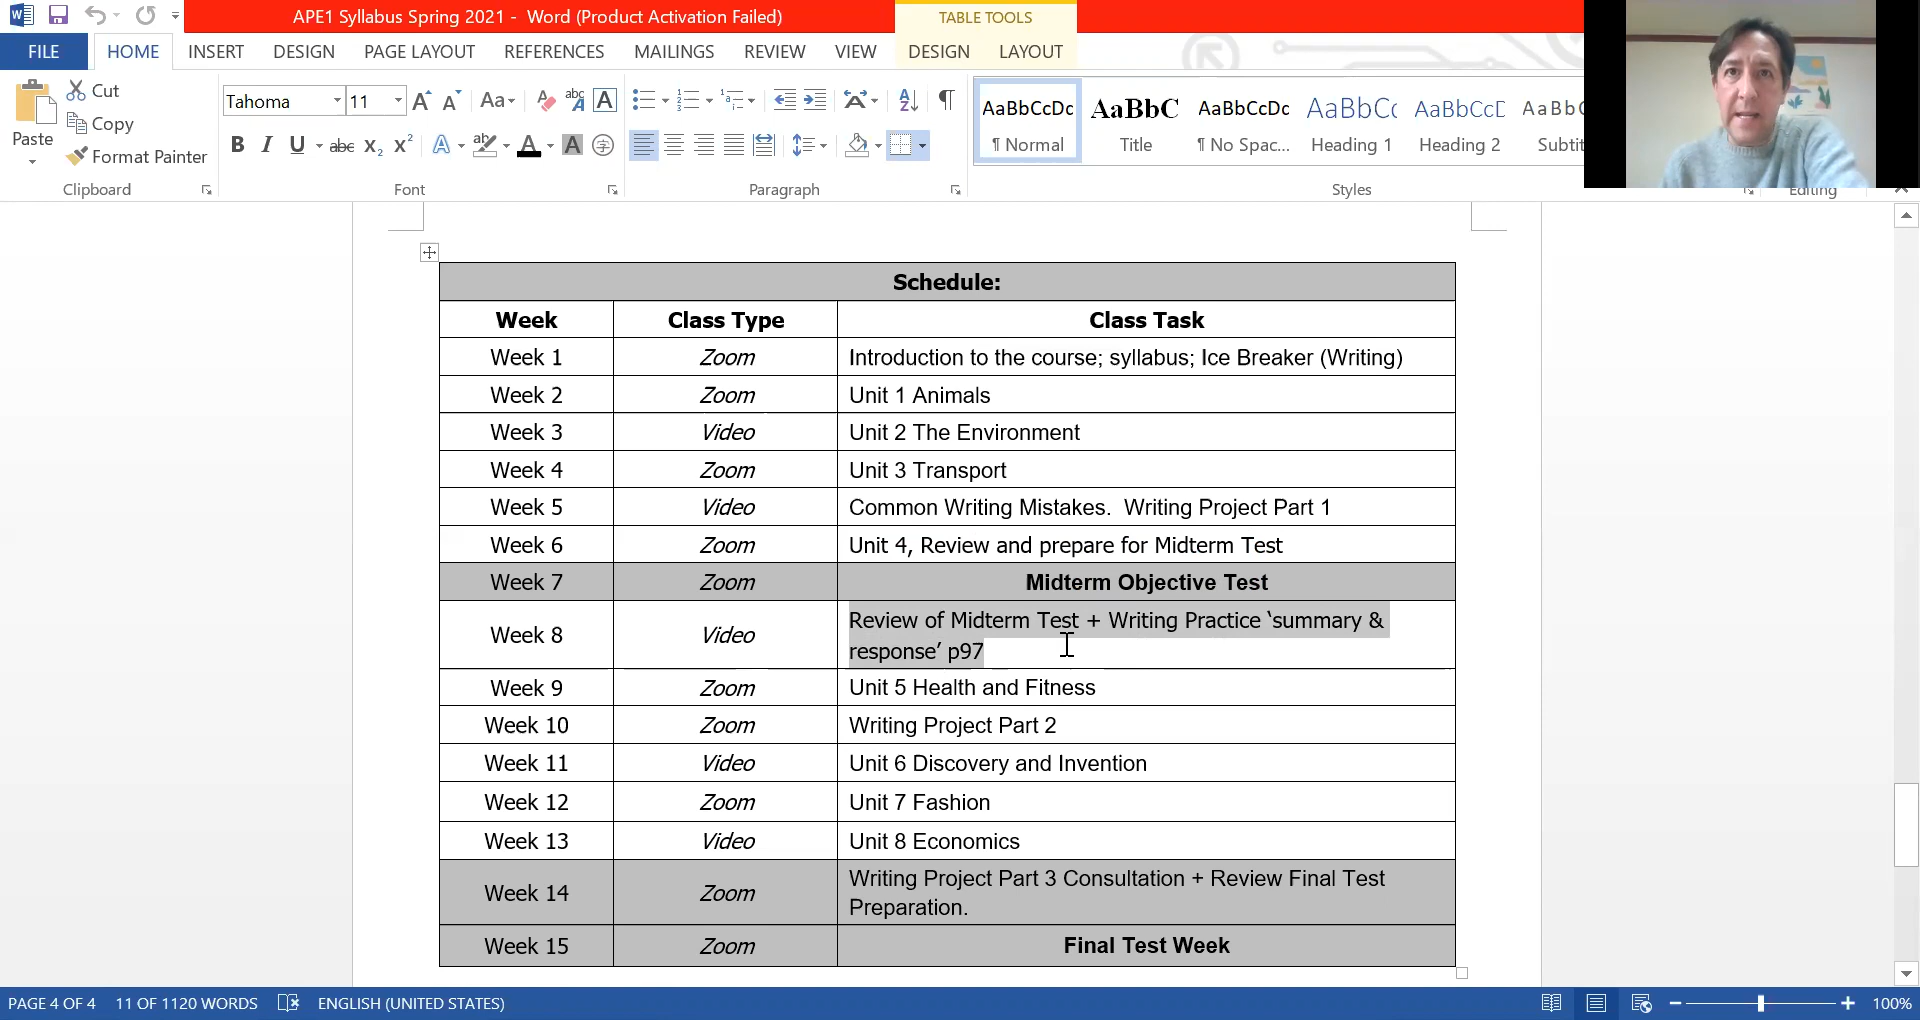 APE1 Syllabus Spring 2021 - Word (Product Activation Failed)
TABLE TOOLS
FILE HOME INSERT DESIGN PAGE LAYOUT REFERENCES MAILINGS REVIEW VIEW DESIGN LAYOUT
Paste
Cut
Copy
Format Painter
Clipboard
Tahoma 11
Font
Paragraph
AaBbCcDc AaBbC AaBbCcDc AaBbC AaBbCcD AaBb
¶ Normal Title ¶ No Spac... Heading 1 Heading 2 Subtit
Styles
Editing
Schedule:
Week Class Type Class Task
Week 1 Zoom Introduction to the course; syllabus; Ice Breaker (Writing)
Week 2 Zoom Unit 1 Animals
Week 3 Video Unit 2 The Environment
Week 4 Zoom Unit 3 Transport
Week 5 Video Common Writing Mistakes. Writing Project Part 1
Week 6 Zoom Unit 4, Review and prepare for Midterm Test
Week 7 Zoom Midterm Objective Test
Week 8 Video Review of Midterm Test + Writing Practice ‘summary &
response’ p97
Week 9 Zoom Unit 5 Health and Fitness
Week 10 Zoom Writing Project Part 2
Week 11 Video Unit 6 Discovery and Invention
Week 12 Zoom Unit 7 Fashion
Week 13 Video Unit 8 Economics
Week 14 Zoom Writing Project Part 3 Consultation + Review Final Test
Preparation.
Week 15 Zoom Final Test Week
PAGE 4 OF 4 11 OF 1120 WORDS ENGLISH (UNITED STATES) 100%